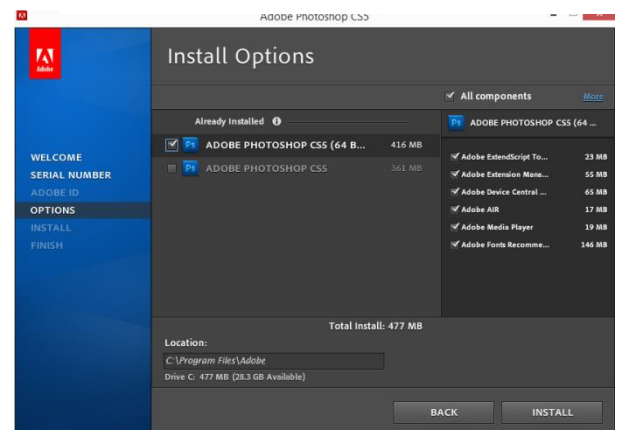 Adobe Photoshop CS5
Adobe
Install Options
WELCOME
SERIAL NUMBER
ADOBE ID
OPTIONS
INSTALL
FINISH
Already Installed
Ps ADOBE PHOTOSHOP CS5 (64 B... 416 MB
Ps ADOBE PHOTOSHOP CS5 361 MB
All components More
Ps ADOBE PHOTOSHOP CS5 (64 ...
Adobe ExtendScript To... 23 MB
Adobe Extension Mana... 55 MB
Adobe Device Central ... 65 MB
Adobe AIR 17 MB
Adobe Media Player 19 MB
Adobe Fonts Recomme... 146 MB
Total Install: 477 MB
Location:
C:\Program Files\Adobe
Drive C: 477 MB (28.3 GB Available)
BACK INSTALL